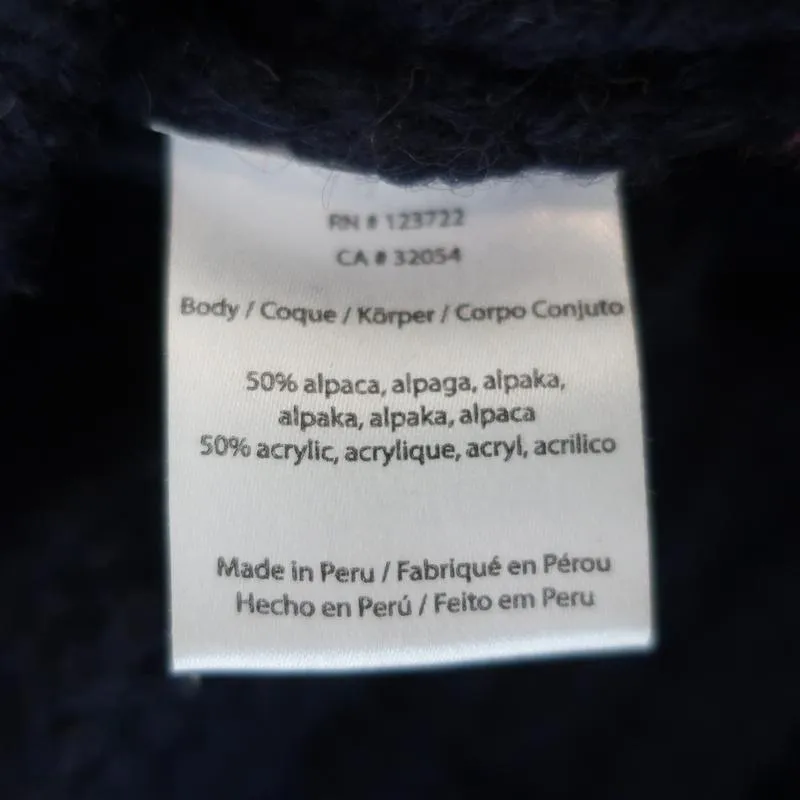 RN # 123722
CA # 32054
Body / Coque / Körper / Corpo Conjuto
50% alpaca, alpaga, alpaka,
alpaka, alpaka, alpaca
50% acrylic, acrylique, acryl, acrilico
Made in Peru / Fabriqué en Pérou
Hecho en Perú / Feito em Peru